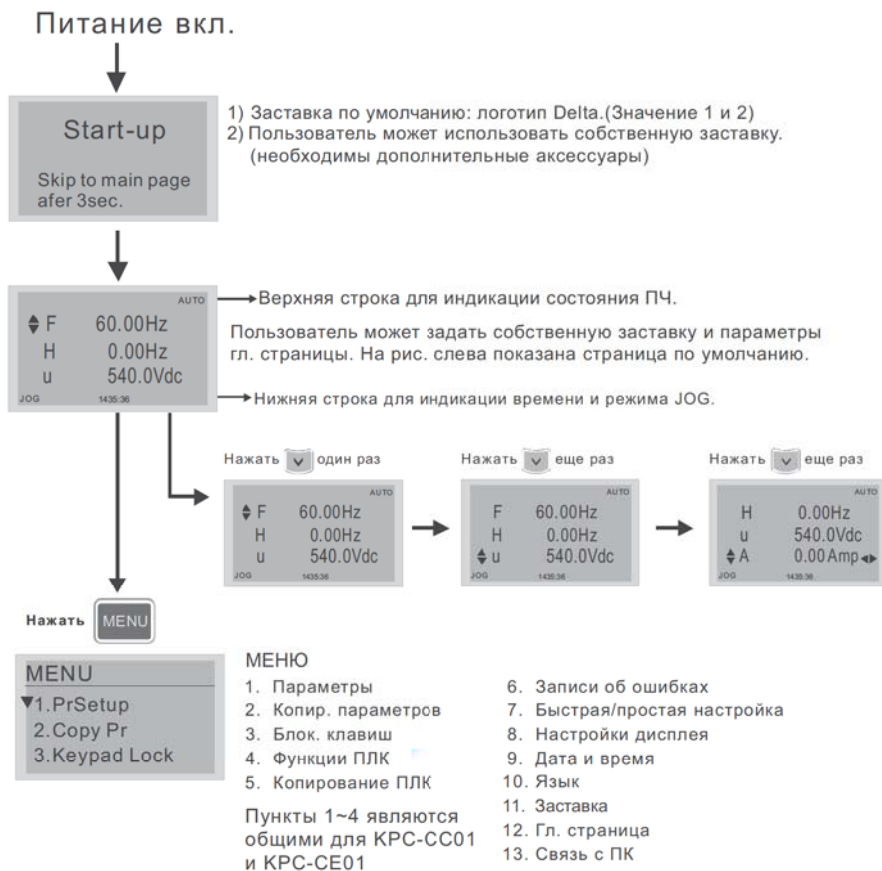 Питание вкл.
Start-up
Skip to main page
afer 3sec.
1) Заставка по умолчанию: логотип Delta.(Значение 1 и 2)
2) Пользователь может использовать собственную заставку.
(необходимы дополнительные аксессуары)
AUTO
F 60.00Hz
H 0.00Hz
u 540.0Vdc
JOG 1435:36
Верхняя строка для индикации состояния ПЧ.
Пользователь может задать собственную заставку и параметры
гл. страницы. На рис. слева показана страница по умолчанию.
Нижняя строка для индикации времени и режима JOG.
Нажать один раз
AUTO
F 60.00Hz
H 0.00Hz
u 540.0Vdc
JOG 1435:36
Нажать еще раз
AUTO
F 60.00Hz
H 0.00Hz
u 540.0Vdc
JOG 1435:36
Нажать еще раз
AUTO
H 0.00Hz
u 540.0Vdc
A 0.00Amp
JOG 1435:36
Нажать MENU
MENU
1.PrSetup
2.Copy Pr
3.Keypad Lock
МЕНЮ
1. Параметры
2. Копир. параметров
3. Блок. клавиш
4. Функции ПЛК
5. Копирование ПЛК
Пункты 1~4 являются
общими для KPC-CC01
и KPC-CE01
6. Записи об ошибках
7. Быстрая/простая настройка
8. Настройки дисплея
9. Дата и время
10. Язык
11. Заставка
12. Гл. страница
13. Связь с ПК